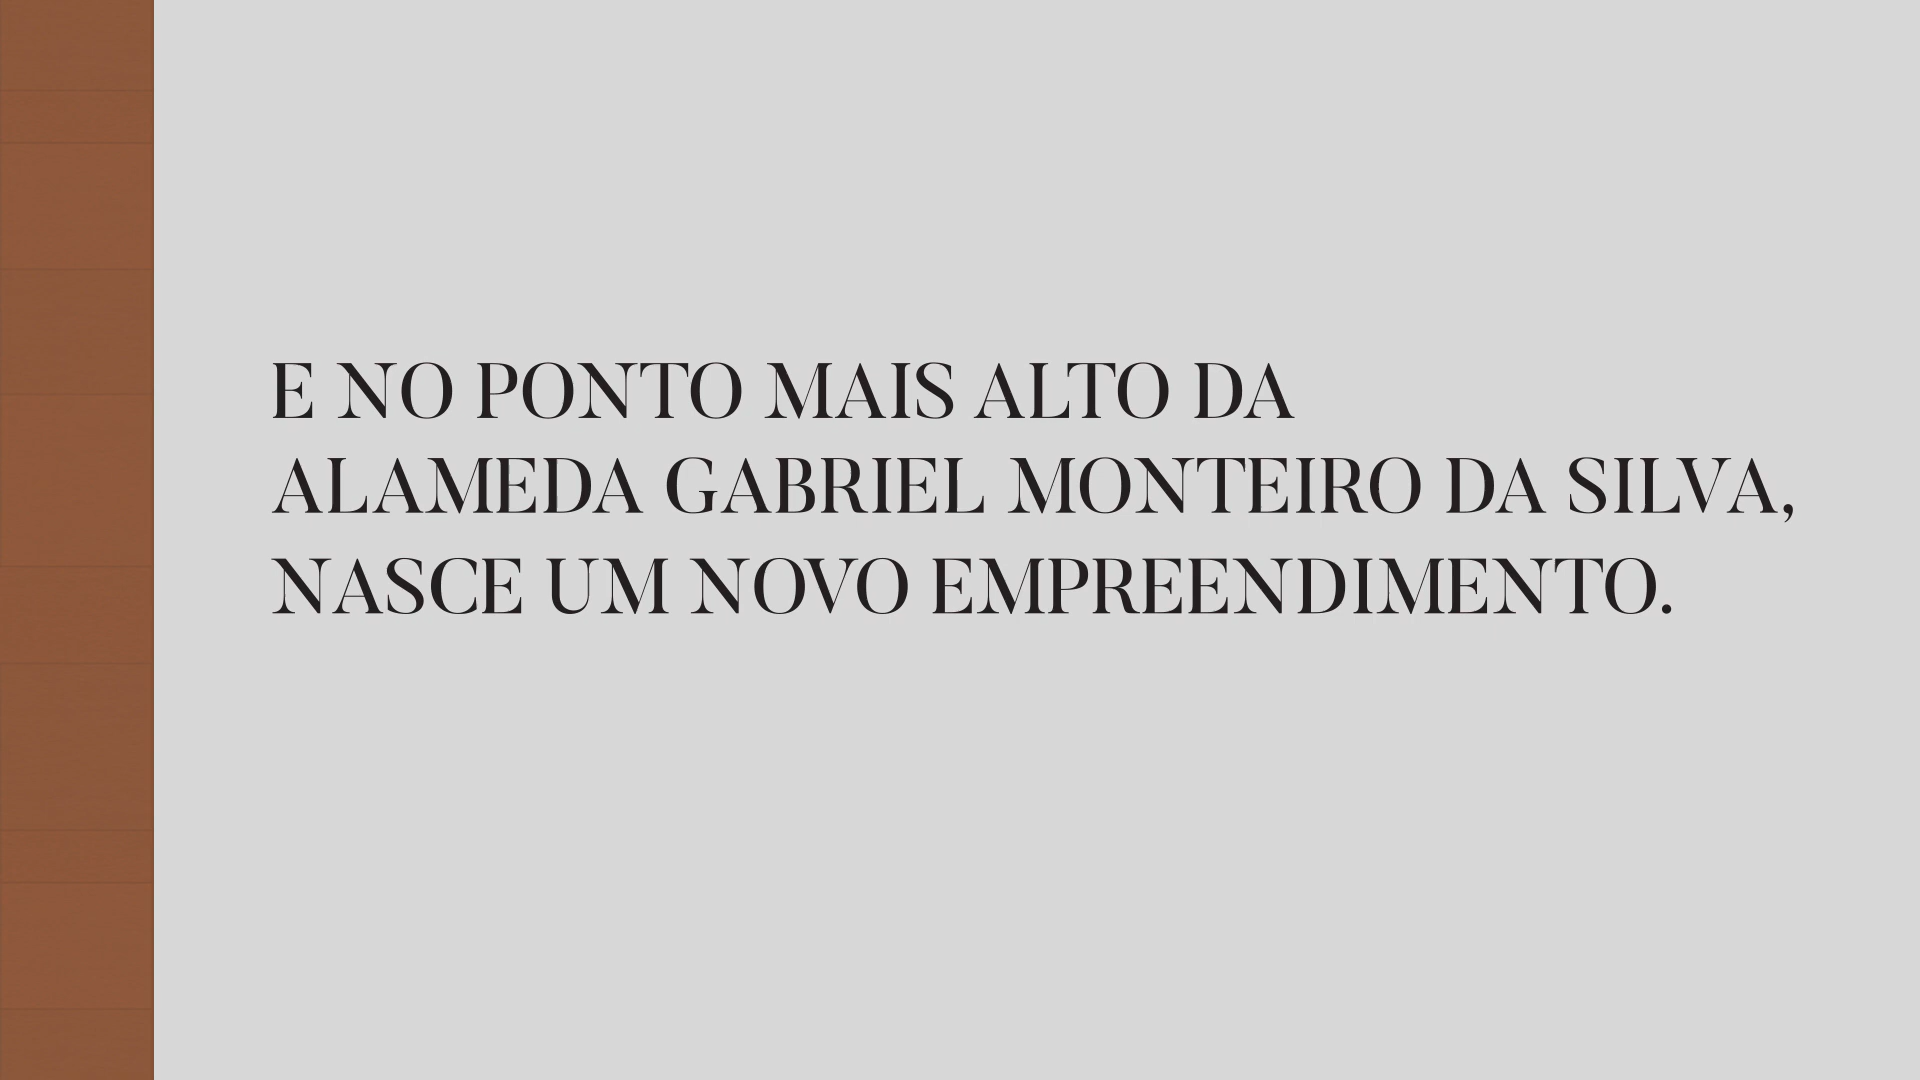 E NO PONTO MAIS ALTO DA
ALAMEDA GABRIEL MONTEIRO DA SILVA,
NASCE UM NOVO EMPREENDIMENTO.